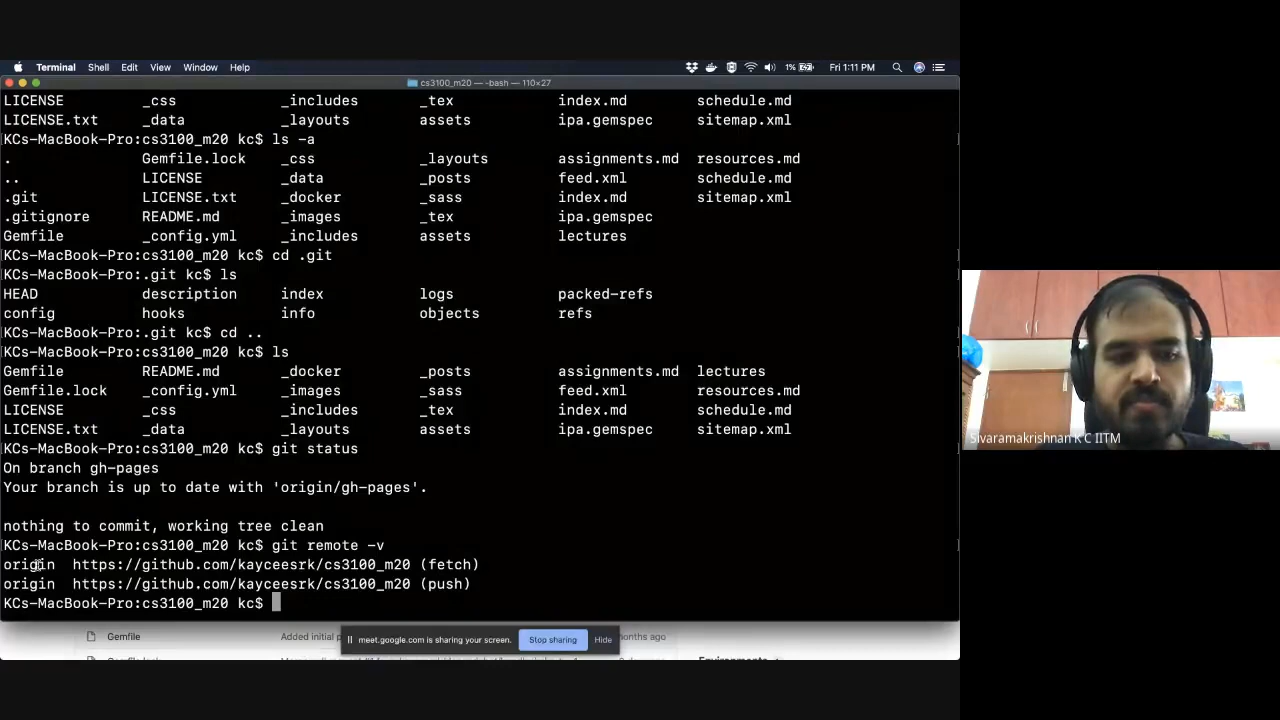 Terminal Shell Edit View Window Help 1% Fri 1:11 PM
cs3100_m20 — -bash — 110×27
LICENSE _css _includes _tex index.md schedule.md
LICENSE.txt _data _layouts assets ipa.gemspec sitemap.xml
KCs-MacBook-Pro:cs3100_m20 kc$ ls -a
. Gemfile.lock _css _layouts assignments.md resources.md
.. LICENSE _data _posts feed.xml schedule.md
.git LICENSE.txt _docker _sass index.md sitemap.xml
.gitignore README.md _images _tex ipa.gemspec
Gemfile _config.yml _includes assets lectures
KCs-MacBook-Pro:cs3100_m20 kc$ cd .git
KCs-MacBook-Pro:.git kc$ ls
HEAD description index logs packed-refs
config hooks info objects refs
KCs-MacBook-Pro:.git kc$ cd ..
KCs-MacBook-Pro:cs3100_m20 kc$ ls
Gemfile README.md _docker _posts assignments.md lectures
Gemfile.lock _config.yml _images _sass feed.xml resources.md
LICENSE _css _includes _tex index.md schedule.md
LICENSE.txt _data _layouts assets ipa.gemspec sitemap.xml
KCs-MacBook-Pro:cs3100_m20 kc$ git status
On branch gh-pages
Your branch is up to date with 'origin/gh-pages'.
nothing to commit, working tree clean
KCs-MacBook-Pro:cs3100_m20 kc$ git remote -v
origin https://github.com/kayceesrk/cs3100_m20 (fetch)
origin https://github.com/kayceesrk/cs3100_m20 (push)
KCs-MacBook-Pro:cs3100_m20 kc$
Gemfile Added initial months ago
meet.google.com is sharing your screen. Stop sharing Hide
Sivaramakrishnan K C IITM